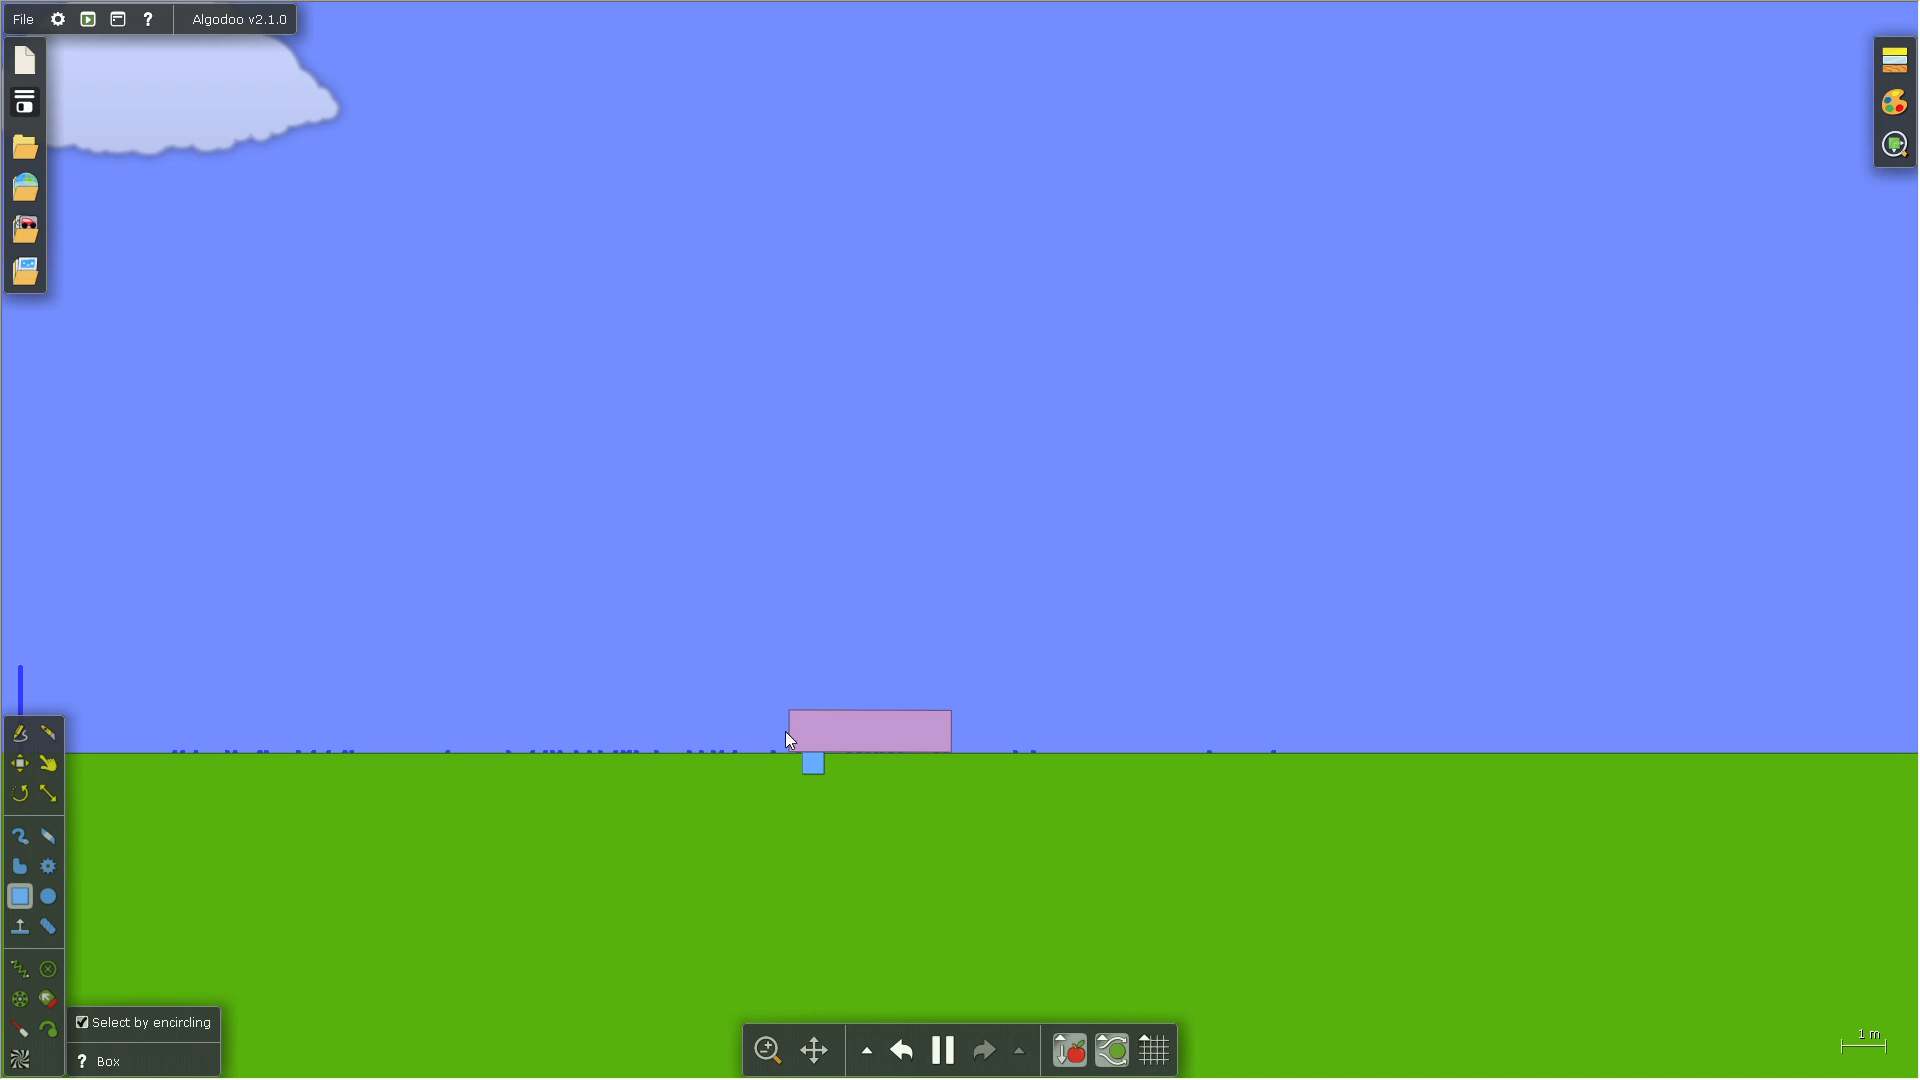 File
?
Algodoo v2.1.0
Select by encircling
? Box
1 m